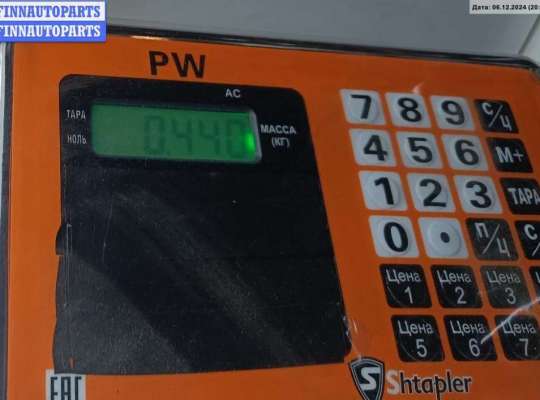 FINNAUTOPARTS
FINNAUTOPARTS
Дата: 06.12.2024 (20:
PW
AC
ТАРА
НОЛЬ
0.440
МАССА
(КГ)
7 8 9 С/Ц
4 5 6 М+
1 2 3 ТАРА
0 • П/Ц
Цена 1 Цена 2 Цена 3
Цена 5 Цена 6 Цена 7
EAC
S Shtapler